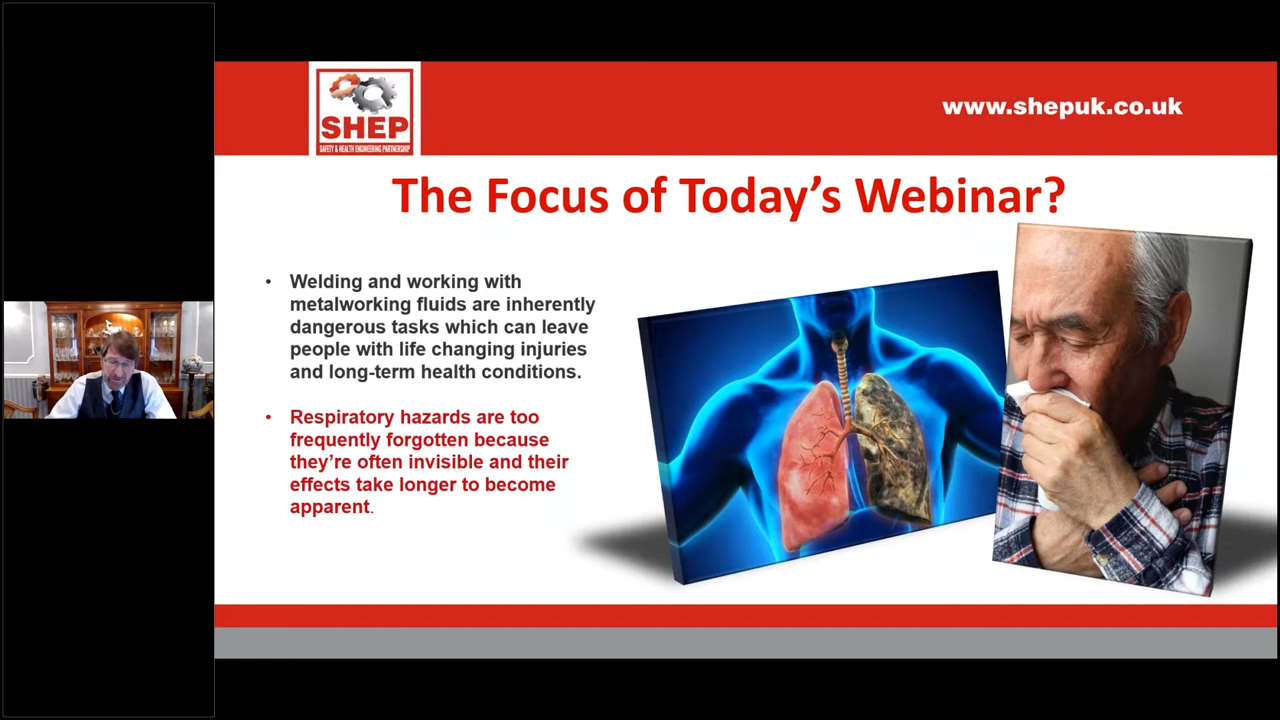 SHEP
SAFETY & HEALTH ENGINEERING PARTNERSHIP
www.shepuk.co.uk
The Focus of Today’s Webinar?
• Welding and working with
metalworking fluids are inherently
dangerous tasks which can leave
people with life changing injuries
and long-term health conditions.
• Respiratory hazards are too
frequently forgotten because
they’re often invisible and their
effects take longer to become
apparent.